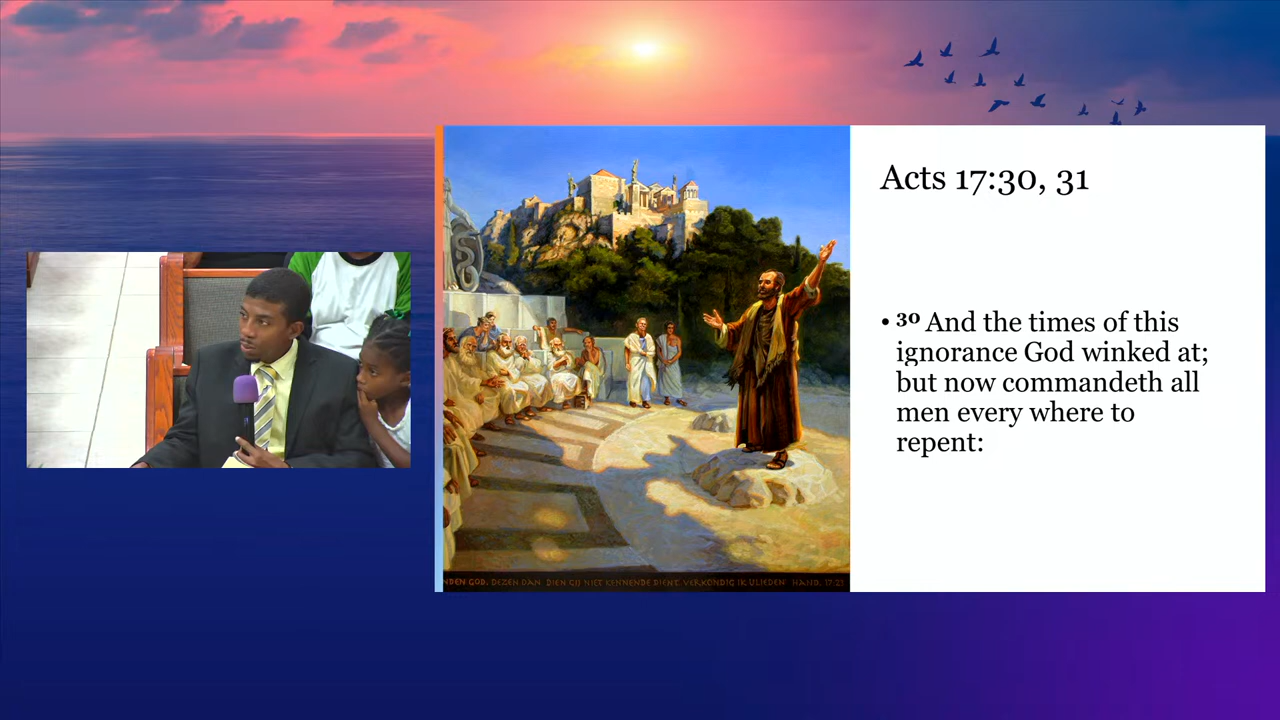 Acts 17:30, 31
• 30 And the times of this
ignorance God winked at;
but now commandeth all
men every where to
repent:
NDEN GOD. DEZEN DAN DIEN GIJ NIET KENNENDE DIENT VERKONDIG IK ULIEDEN HAND. 17:23